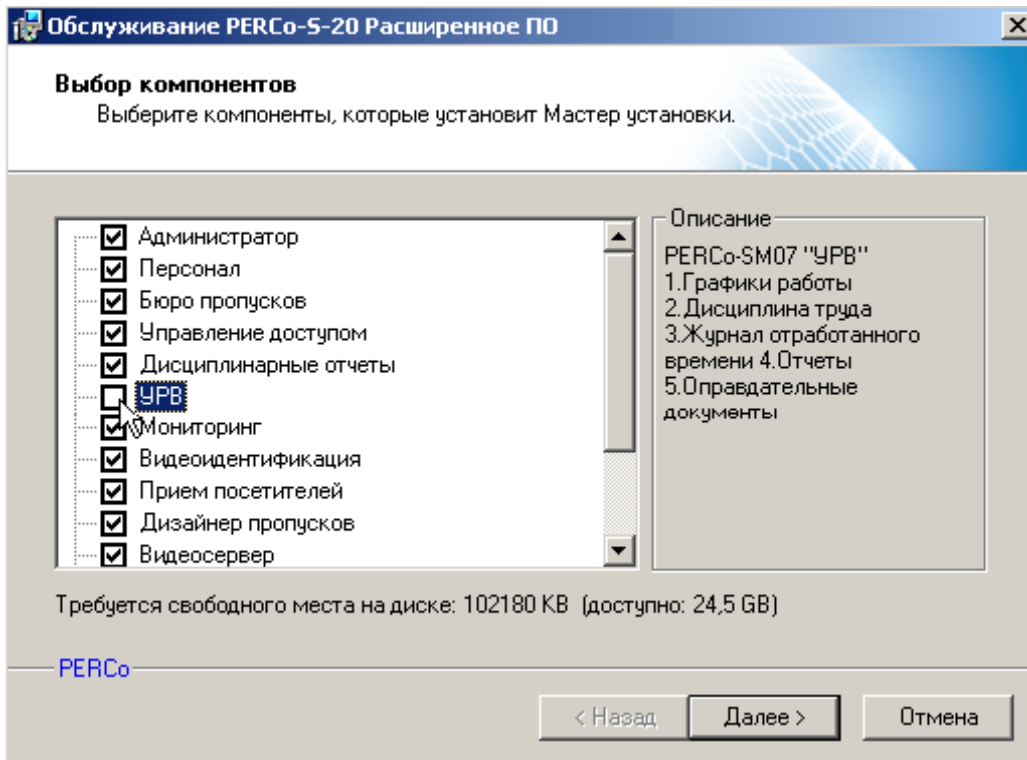 Обслуживание PERCo-S-20 Расширенное ПО
Выбор компонентов
Выберите компоненты, которые установит Мастер установки.
Администратор
Персонал
Бюро пропусков
Управление доступом
Дисциплинарные отчеты
УРВ
Мониторинг
Видеоидентификация
Прием посетителей
Дизайнер пропусков
Видеосервер
Описание
PERCo-SM07 "УРВ"
1.Графики работы
2.Дисциплина труда
3.Журнал отработанного
времени 4.Отчеты
5.Оправдательные
документы
Требуется свободного места на диске: 102180 KB (доступно: 24,5 GB)
PERCo
< Назад
Далее >
Отмена